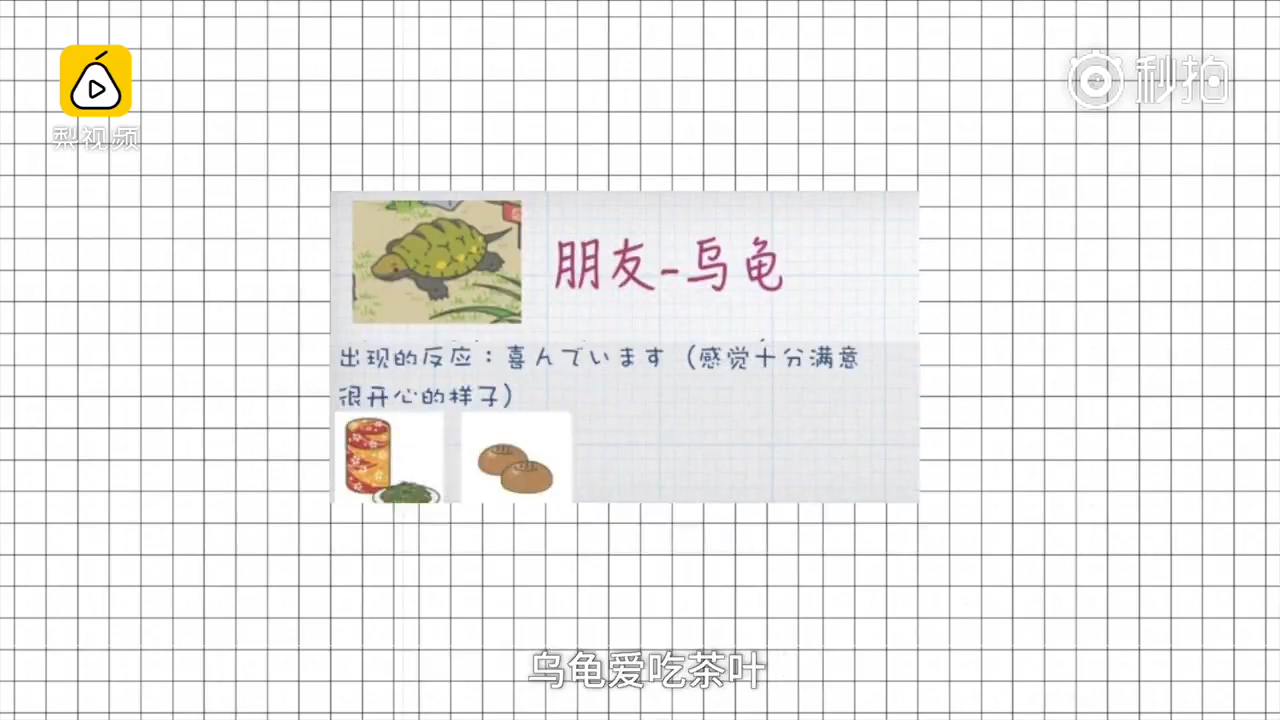 梨视频
秒拍
朋友-乌龟
出现的反应：喜んでいます（感觉十分满意
很开心的样子）
乌龟爱吃茶叶